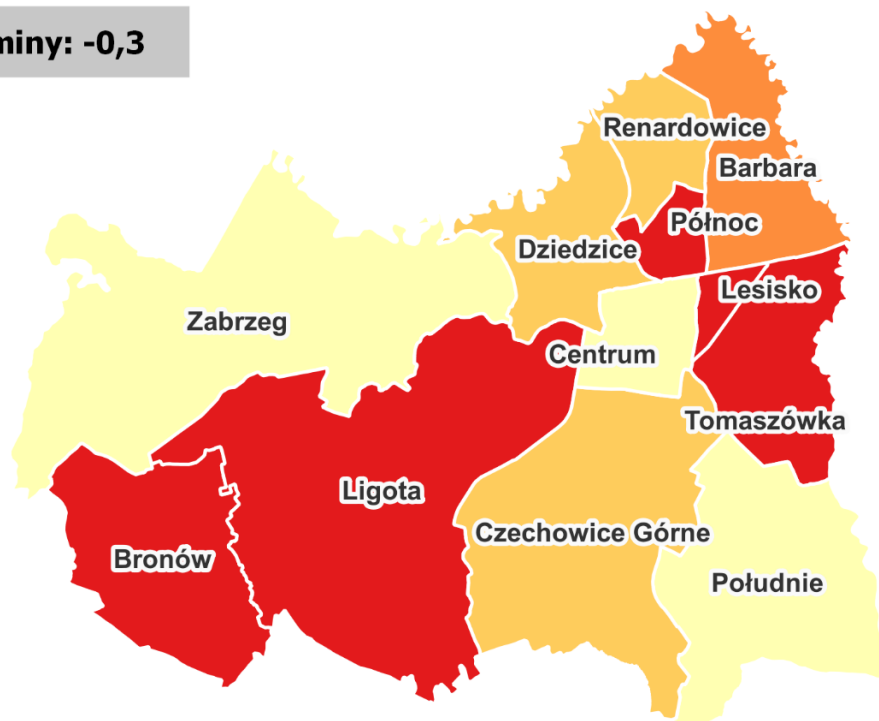 miny: -0,3
Renardowice
Barbara
Północ
Dziedzice
Lesisko
Zabrzeg
Centrum
Tomaszówka
Ligota
Czechowice Górne
Bronów
Południe